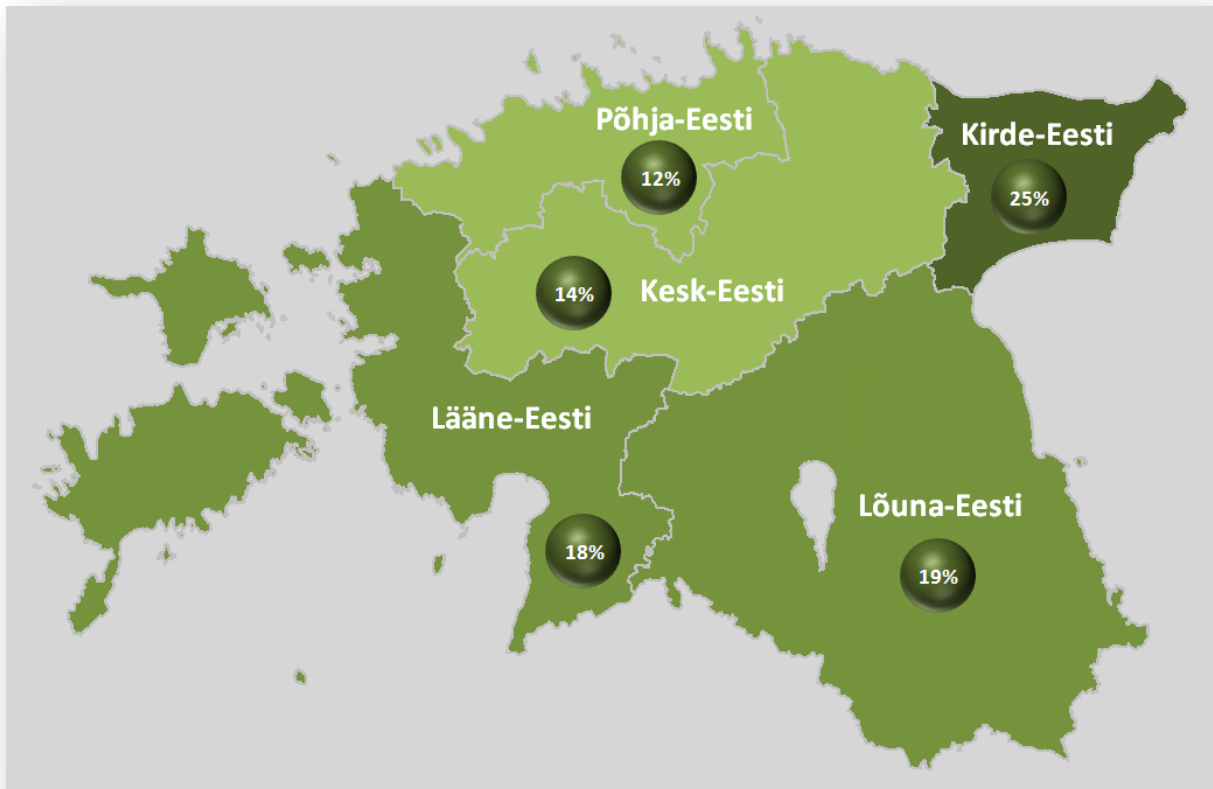 Põhja-Eesti
12%
Kirde-Eesti
25%
14%
Kesk-Eesti
Lääne-Eesti
18%
Lõuna-Eesti
19%